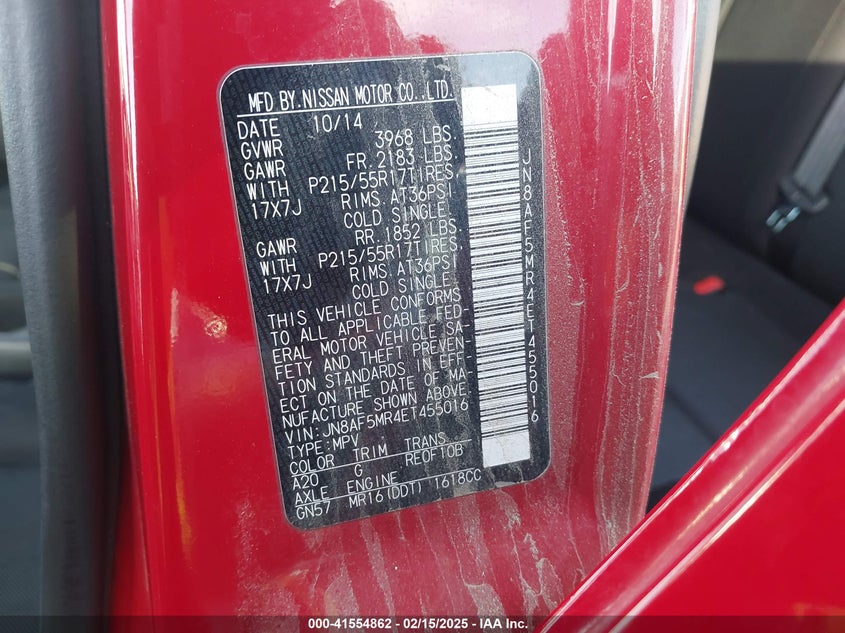 MFD BY.NISSAN MOTOR CO.,LTD.
DATE 10/14
GVWR 3968 LBS.
GAWR FR. 2183 LBS.
WITH P215/55R17TIRES.
17X7J RIMS AT36PSI
COLD SINGLE.
GAWR RR. 1852 LBS.
WITH P215/55R17TIRES.
17X7J RIMS AT36PSI
COLD SINGLE.
THIS VEHICLE CONFORMS
TO ALL APPLICABLE FED-
ERAL MOTOR VEHICLE SA-
FETY AND THEFT PREVEN
TION STANDARDS IN EFF-
ECT ON THE DATE OF MA-
NUFACTURE SHOWN ABOVE
VIN:JN8AF5MR4ET455016
TYPE:MPV
COLOR TRIM TRANS
A20 G RE0F10B
AXLE ENGINE
GN57 MR16(DDT) 1618CC
JN8AF5MR4ET455016
000-41554862 - 02/15/2025 - IAA Inc.